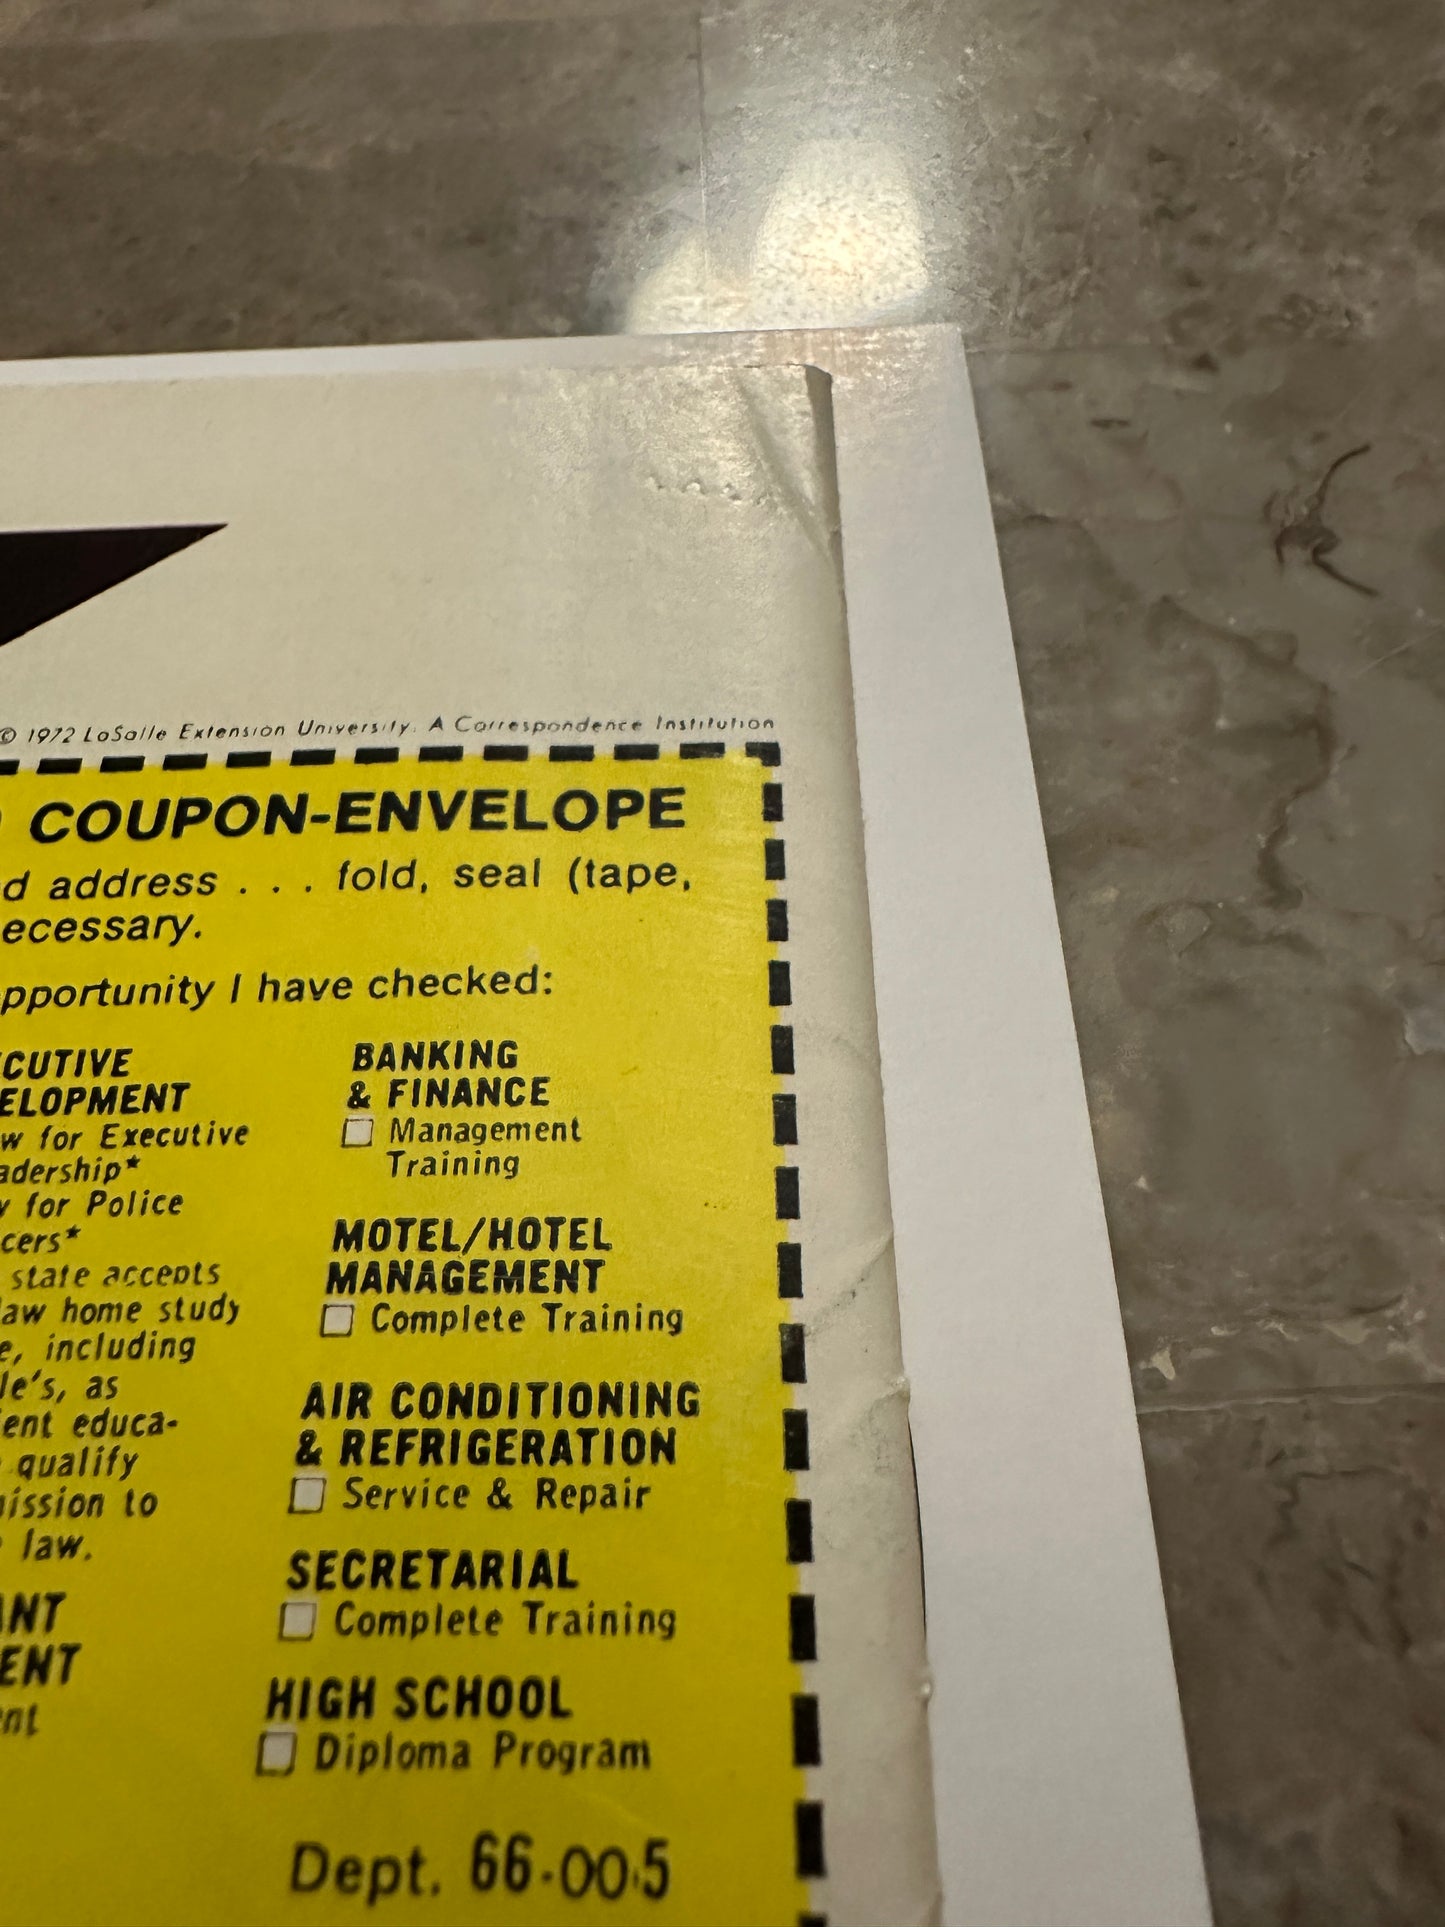 © 1972 LaSalle Extension University. A Correspondence Institution
COUPON-ENVELOPE
d address . . . fold, seal (tape,
ecessary.
pportunity I have checked:
CUTIVE
ELOPMENT
w for Executive
adership*
y for Police
cers*
state accepts
law home study
e, including
le's, as
ient educa-
qualify
ission to
law.
ANT
ENT
ent
BANKING
& FINANCE
Management
Training
MOTEL/HOTEL
MANAGEMENT
Complete Training
AIR CONDITIONING
& REFRIGERATION
Service & Repair
SECRETARIAL
Complete Training
HIGH SCHOOL
Diploma Program
Dept. 66-005